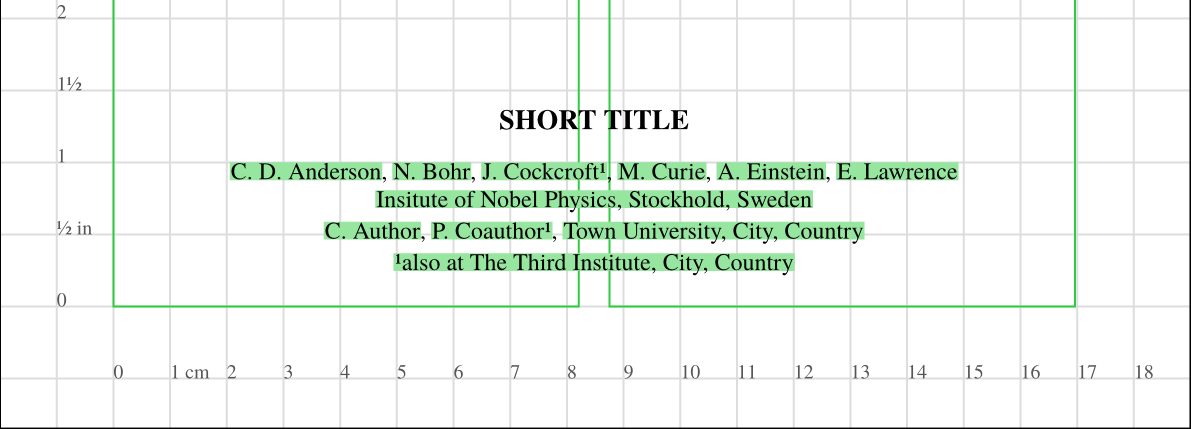 2
1½
SHORT TITLE
1
C. D. Anderson, N. Bohr, J. Cockcroft¹, M. Curie, A. Einstein, E. Lawrence
Insitute of Nobel Physics, Stockhold, Sweden
½ in
C. Author, P. Coauthor¹, Town University, City, Country
¹also at The Third Institute, City, Country
0
0 1 cm 2 3 4 5 6 7 8 9 10 11 12 13 14 15 16 17 18